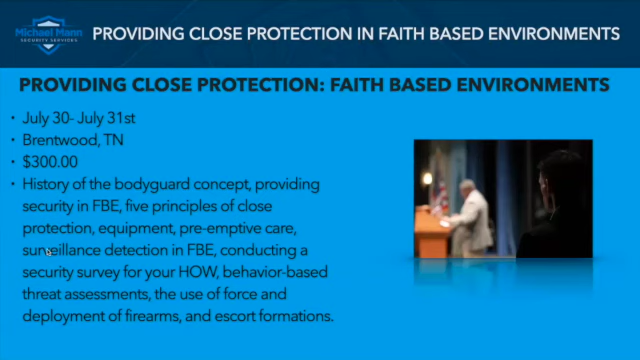 Michael Mann
SECURITY SERVICES
PROVIDING CLOSE PROTECTION IN FAITH BASED ENVIRONMENTS
PROVIDING CLOSE PROTECTION: FAITH BASED ENVIRONMENTS
• July 30- July 31st
• Brentwood, TN
• $300.00
• History of the bodyguard concept, providing
security in FBE, five principles of close
protection, equipment, pre-emptive care,
surveillance detection in FBE, conducting a
security survey for your HOW, behavior-based
threat assessments, the use of force and
deployment of firearms, and escort formations.